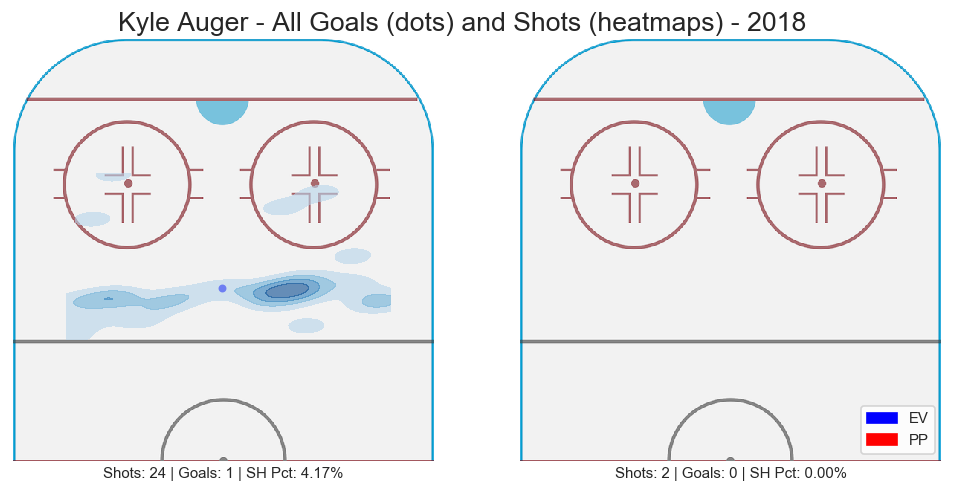 Kyle Auger - All Goals (dots) and Shots (heatmaps) - 2018
EV
PP
Shots: 24 | Goals: 1 | SH Pct: 4.17%
Shots: 2 | Goals: 0 | SH Pct: 0.00%